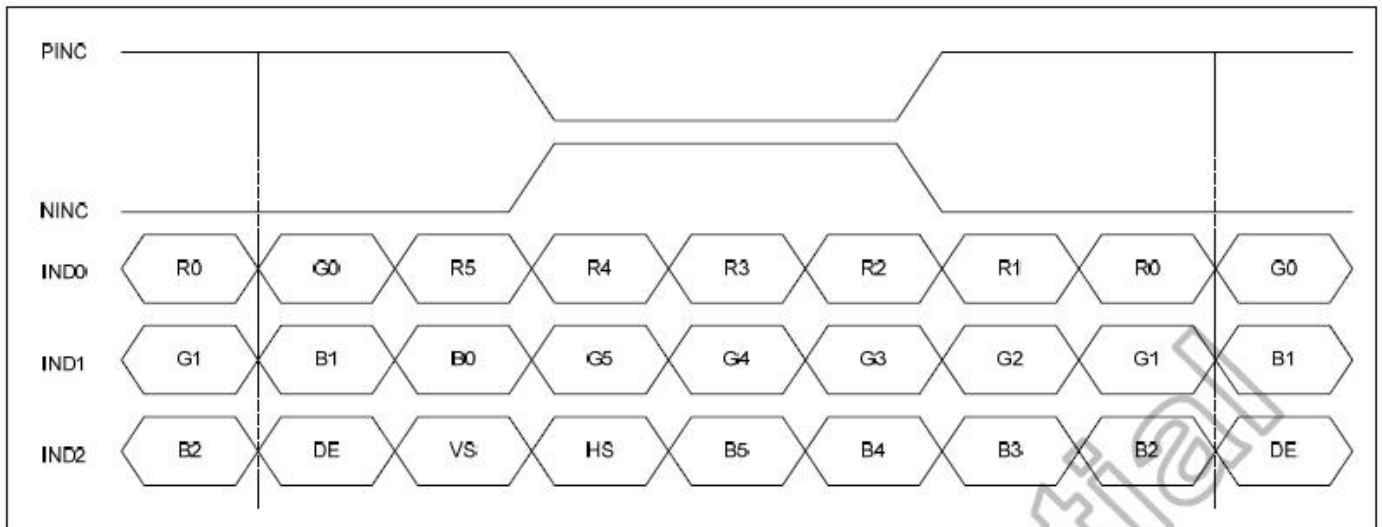 PINC
NINC
IND0 R0 G0 R5 R4 R3 R2 R1 R0 G0
IND1 G1 B1 B0 G5 G4 G3 G2 G1 B1
IND2 B2 DE VS HS B5 B4 B3 B2 DE